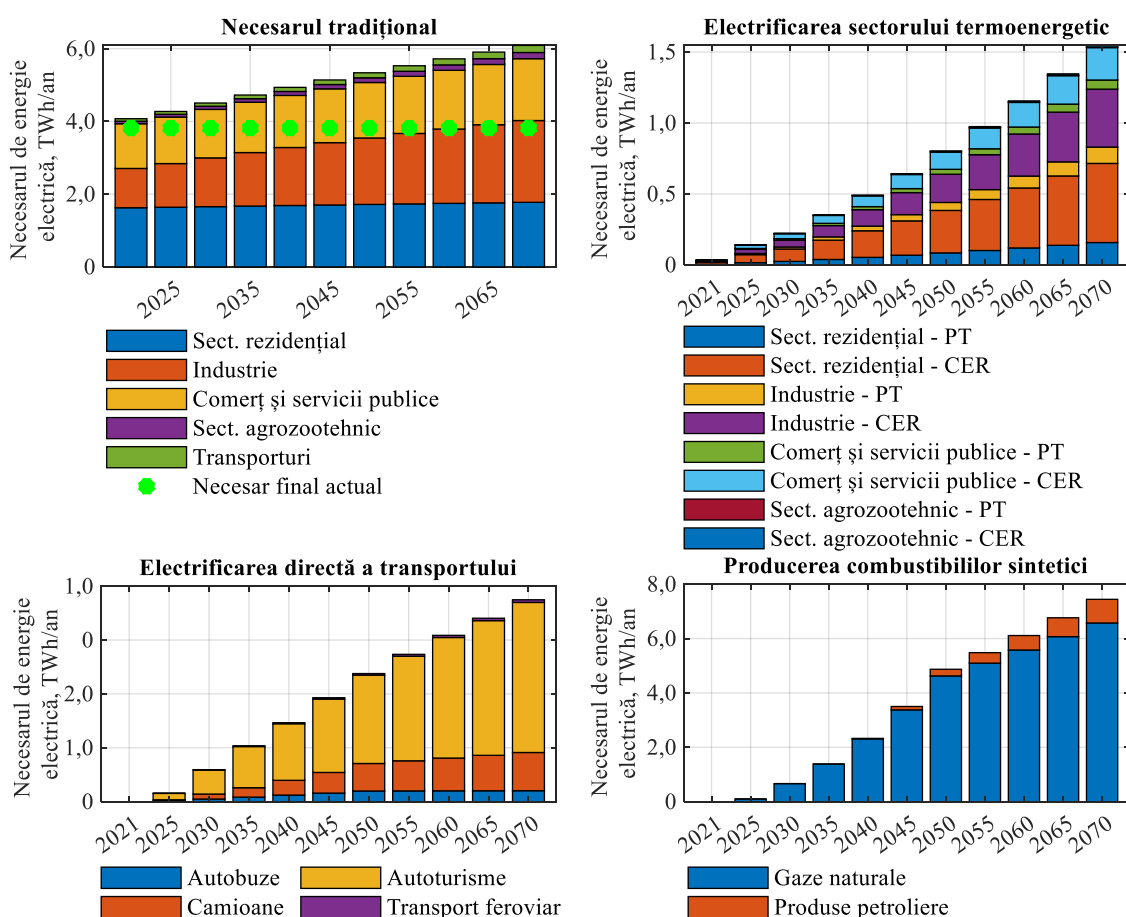 Necesarul tradițional
Necesarul de energie
electrică, TWh/an
6,0
4,0
2,0
0
2025
2035
2045
2055
2065
Sect. rezidențial
Industrie
Comerț și servicii publice
Sect. agrozootehnic
Transporturi
Necesar final actual
Electrificarea sectorului termoenergetic
Necesarul de energie
electrică, TWh/an
1,5
1,0
0,5
0
2021
2025
2030
2035
2040
2045
2050
2055
2060
2065
2070
Sect. rezidențial - PT
Sect. rezidențial - CER
Industrie - PT
Industrie - CER
Comerț și servicii publice - PT
Comerț și servicii publice - CER
Sect. agrozootehnic - PT
Sect. agrozootehnic - CER
Electrificarea directă a transportului
Necesarul de energie
electrică, TWh/an
1,0
0
2,0
1,0
0
2021
2025
2030
2035
2040
2045
2050
2055
2060
2065
2070
Autobuze
Autoturisme
Camioane
Transport feroviar
Producerea combustibililor sintetici
Necesarul de energie
electrică, TWh/an
8,0
6,0
4,0
2,0
0
2021
2025
2030
2035
2040
2045
2050
2055
2060
2065
2070
Gaze naturale
Produse petroliere